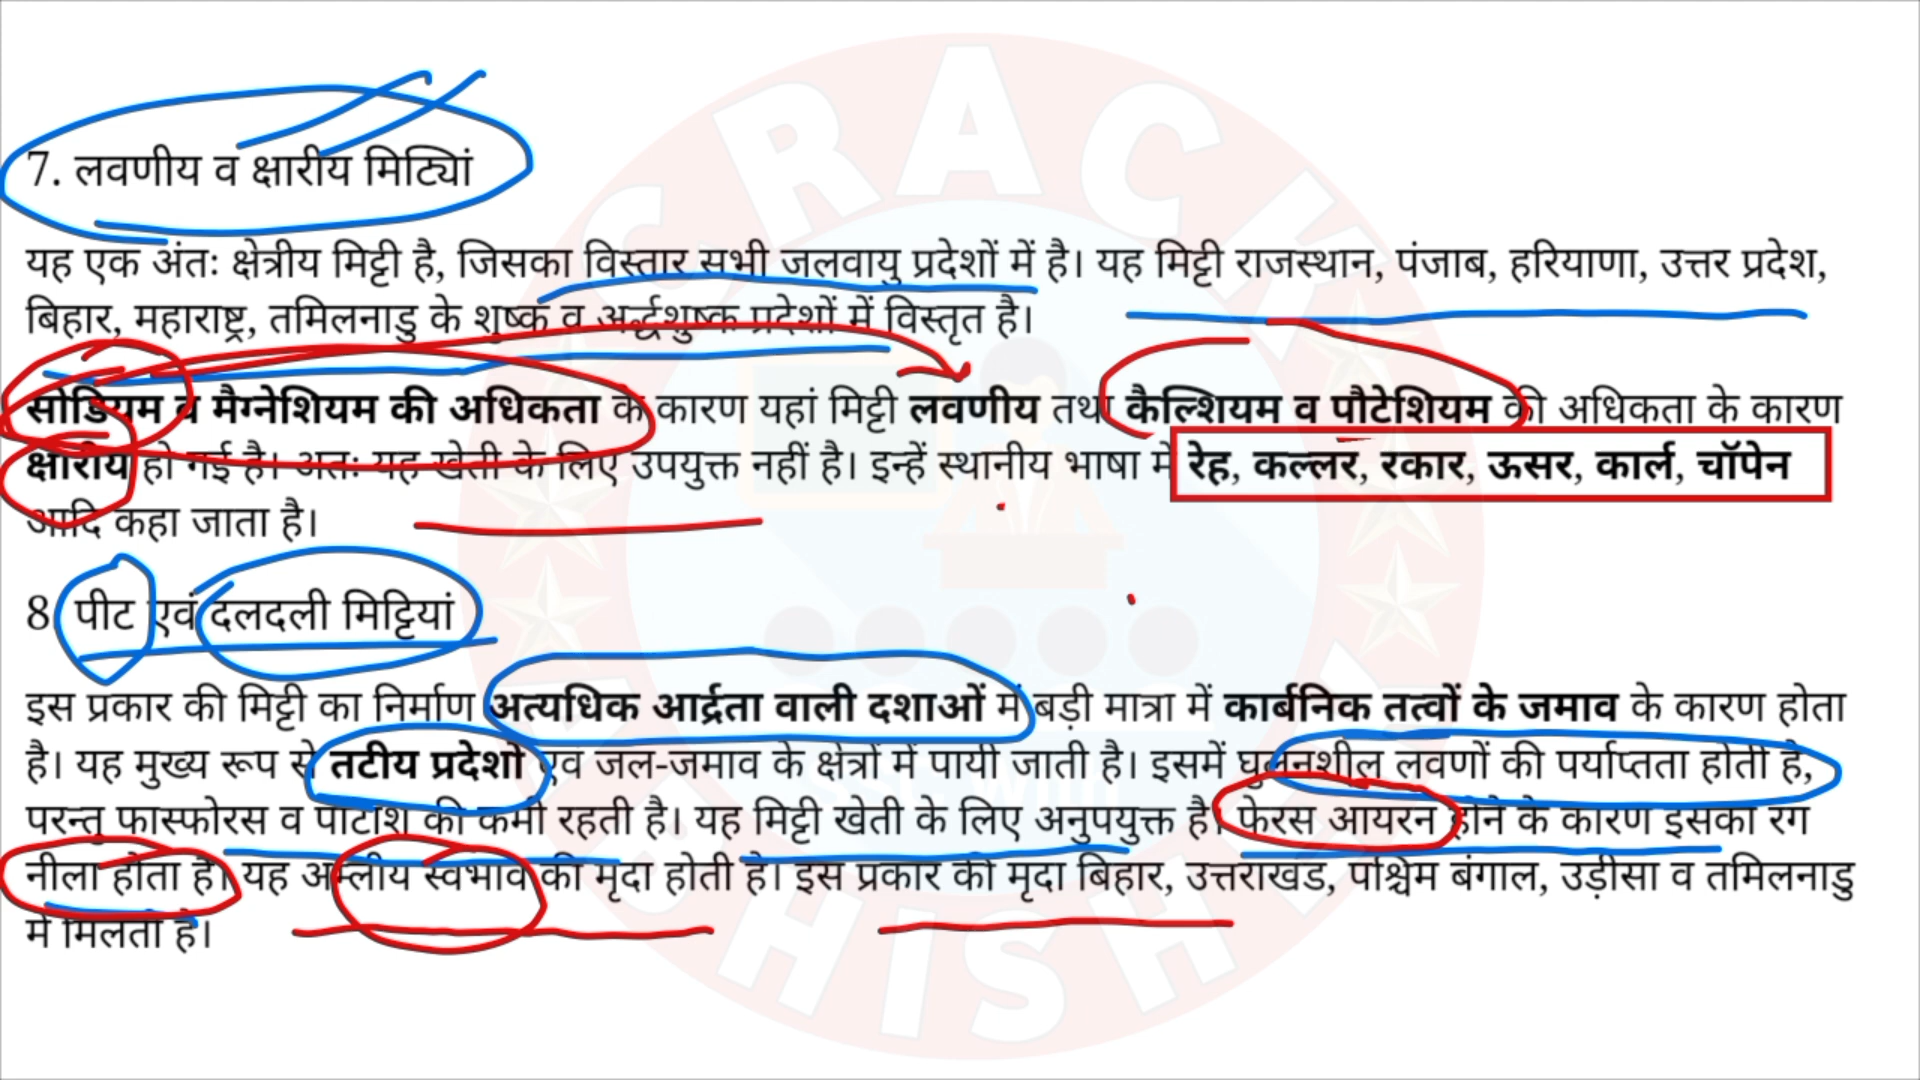 CRACK
7. लवणीय व क्षारीय मिट्यिां
यह एक अंतः क्षेत्रीय मिट्टी है, जिसका विस्तार सभी जलवायु प्रदेशों में है। यह मिट्टी राजस्थान, पंजाब, हरियाणा, उत्तर प्रदेश,
बिहार, महाराष्ट्र, तमिलनाडु के शुष्क व अर्द्धशुष्क प्रदेशों में विस्तृत है।
सोडियम व मैग्नेशियम की अधिकता के कारण यहां मिट्टी लवणीय तथा कैल्शियम व पौटेशियम की अधिकता के कारण
क्षारीय हो गई है। अतः यह खेती के लिए उपयुक्त नहीं है। इन्हें स्थानीय भाषा में रेह, कल्लर, रकार, ऊसर, कार्ल, चॉपेन
आदि कहा जाता है।
8 पीट एवं दलदली मिट्टियां
इस प्रकार की मिट्टी का निर्माण अत्यधिक आर्द्रता वाली दशाओं में बड़ी मात्रा में कार्बनिक तत्वों के जमाव के कारण होता
है। यह मुख्य रूप से तटीय प्रदेशों एवं जल-जमाव के क्षेत्रों में पायी जाती है। इसमें घुलनशील लवणों की पर्याप्तता होती है,
परन्तु फास्फोरस व पोटाश की कमी रहती है। यह मिट्टी खेती के लिए अनुपयुक्त है। फेरस आयरन होने के कारण इसका रंग
नीला होता है। यह अम्लीय स्वभाव की मृदा होती है। इस प्रकार की मृदा बिहार, उत्तराखंड, पश्चिम बंगाल, उड़ीसा व तमिलनाडु
में मिलती है।